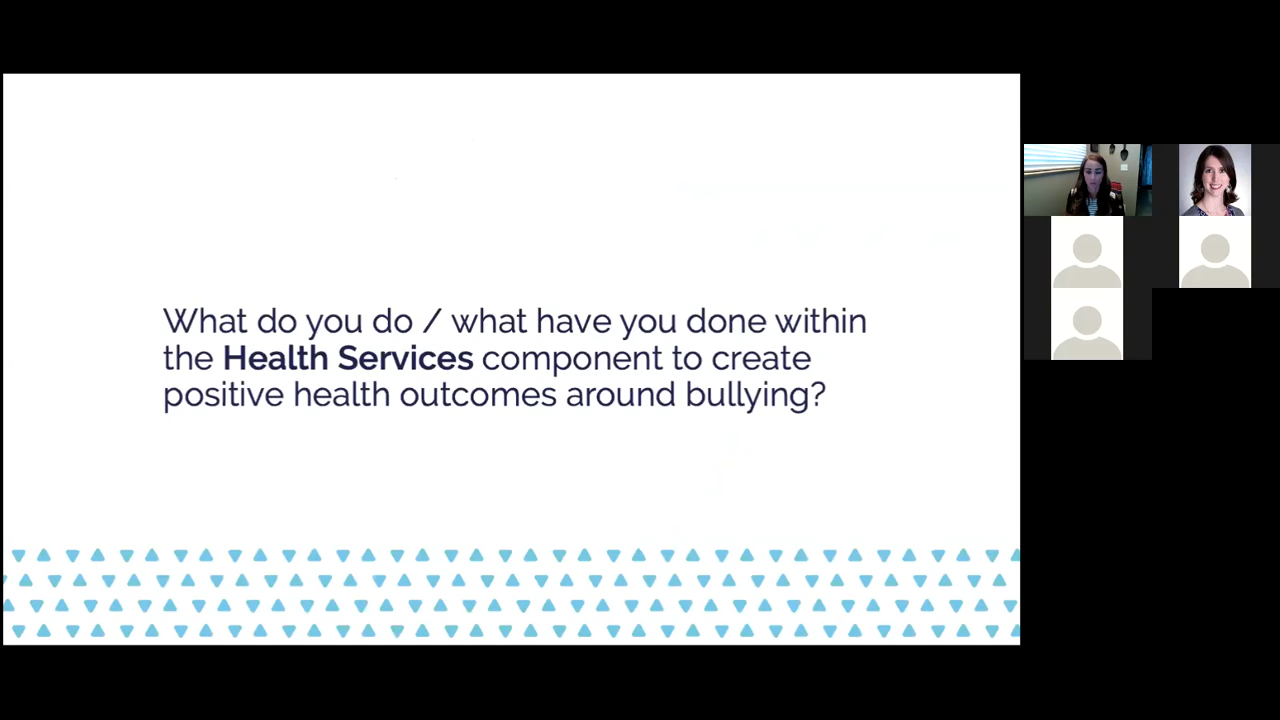 What do you do / what have you done within
the Health Services component to create
positive health outcomes around bullying?